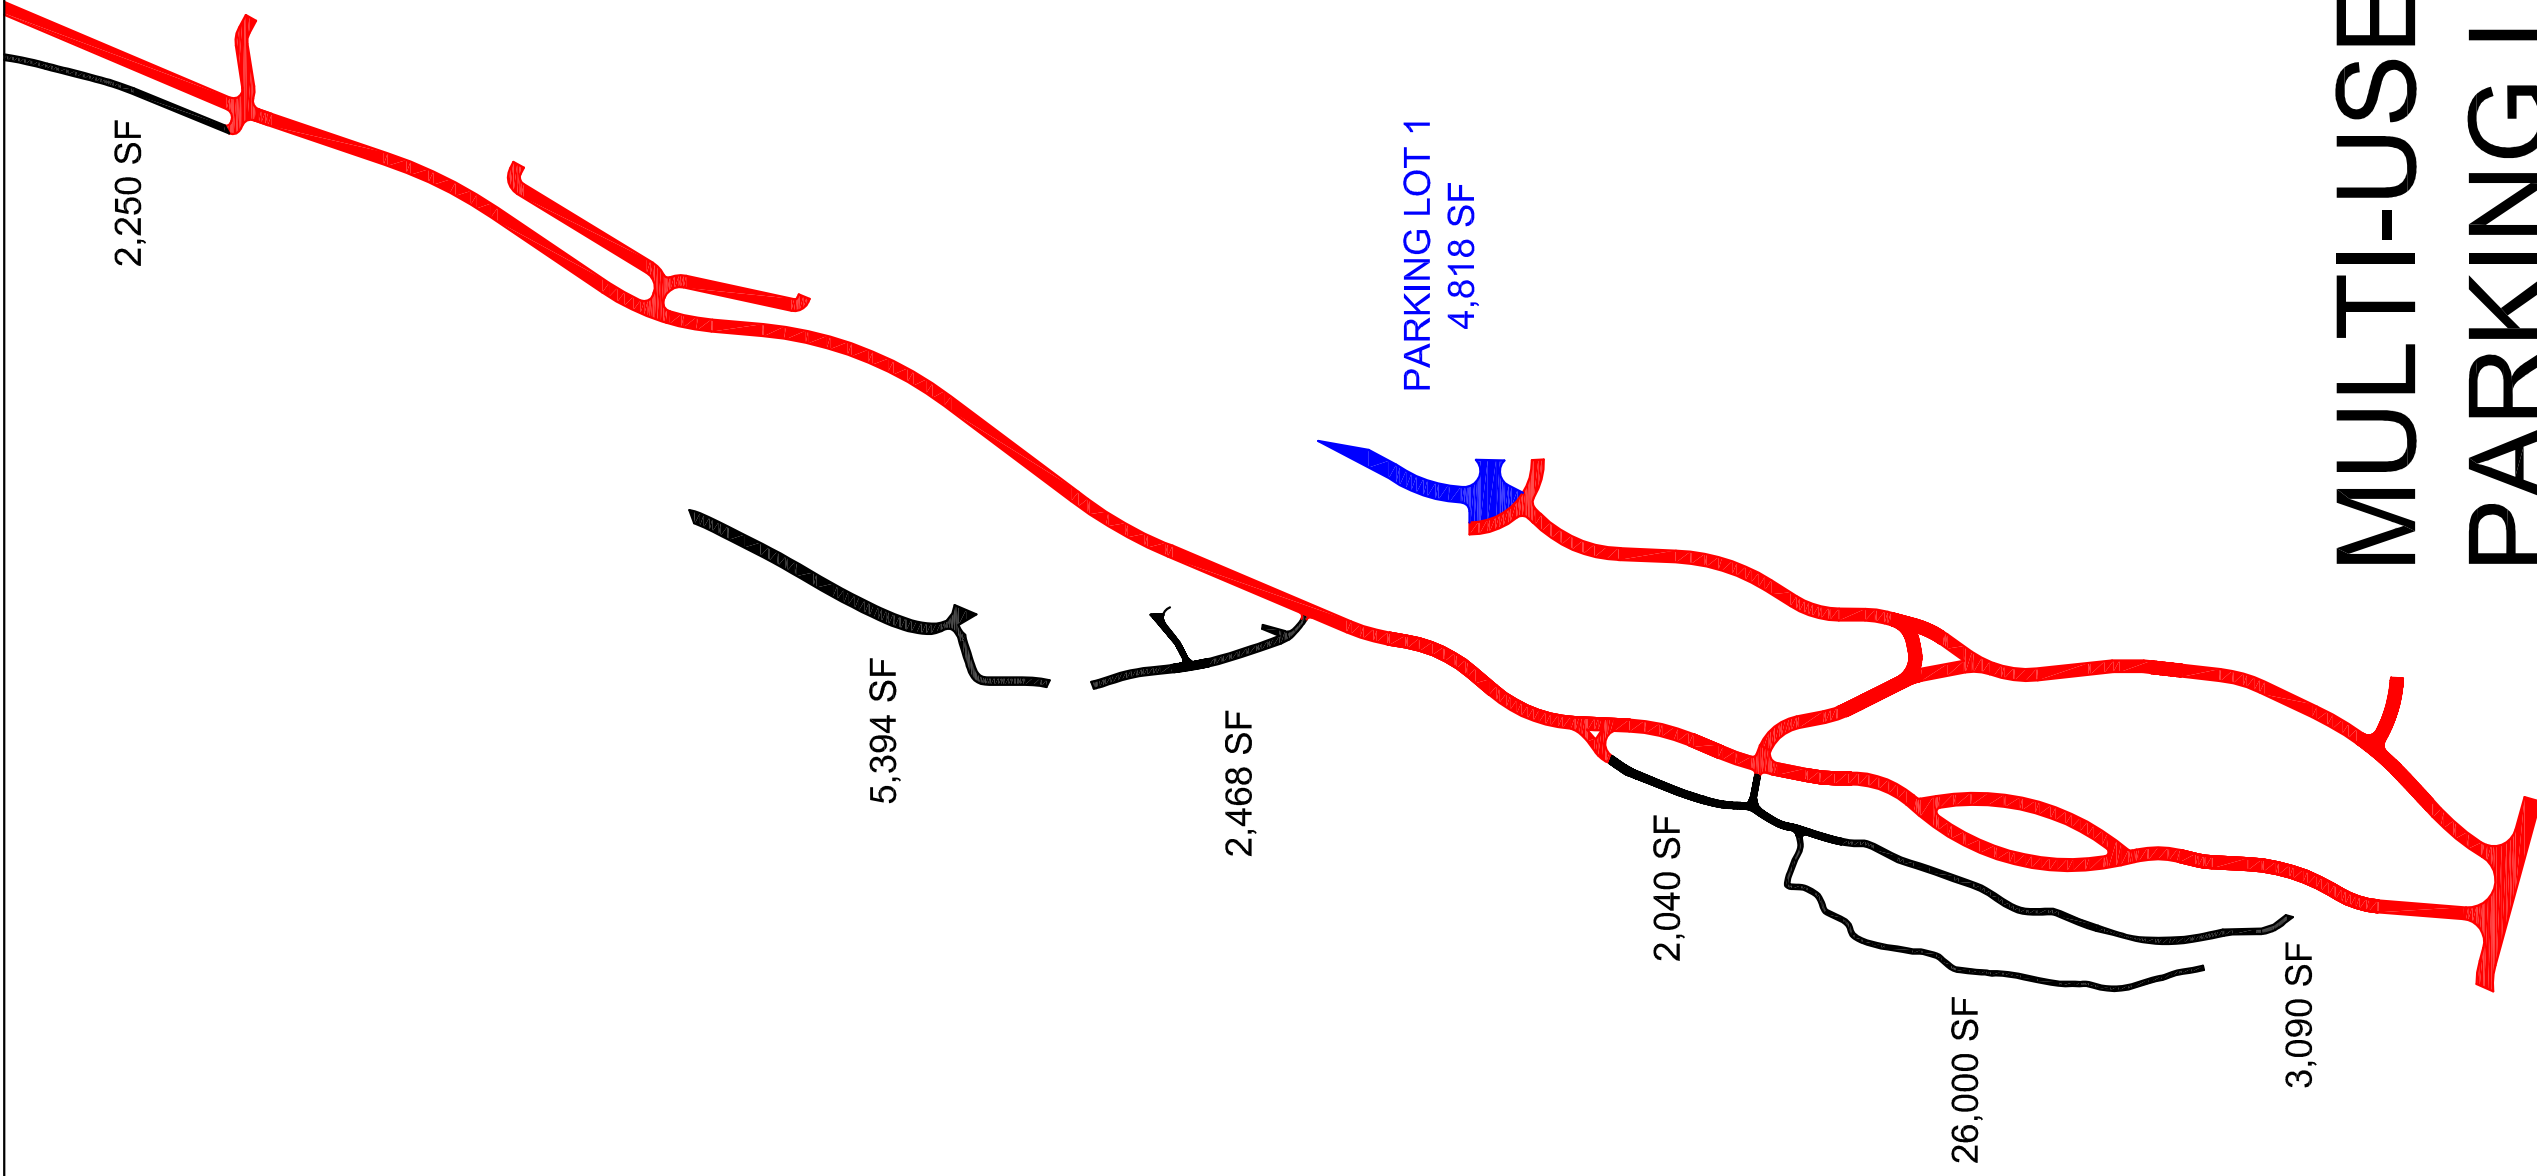 2,250 SF
5,394 SF
2,468 SF
PARKING LOT 1
4,818 SF
2,040 SF
26,000 SF
3,090 SF
MULTI-USE
PARKING